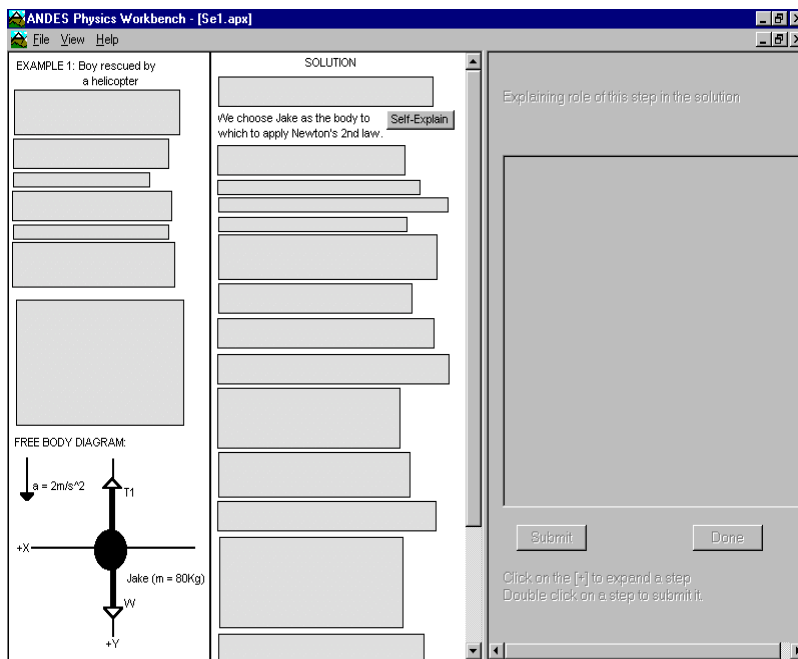 ANDES Physics Workbench - [Se1.apx]
File View Help
EXAMPLE 1: Boy rescued by
a helicopter
FREE BODY DIAGRAM:
a = 2m/s^2
T1
+X
Jake (m = 80Kg)
W
+Y
SOLUTION
We choose Jake as the body to
which to apply Newton's 2nd law.
Self-Explain
Explaining role of this step in the solution
Submit
Done
Click on the [+] to expand a step
Double click on a step to submit it.